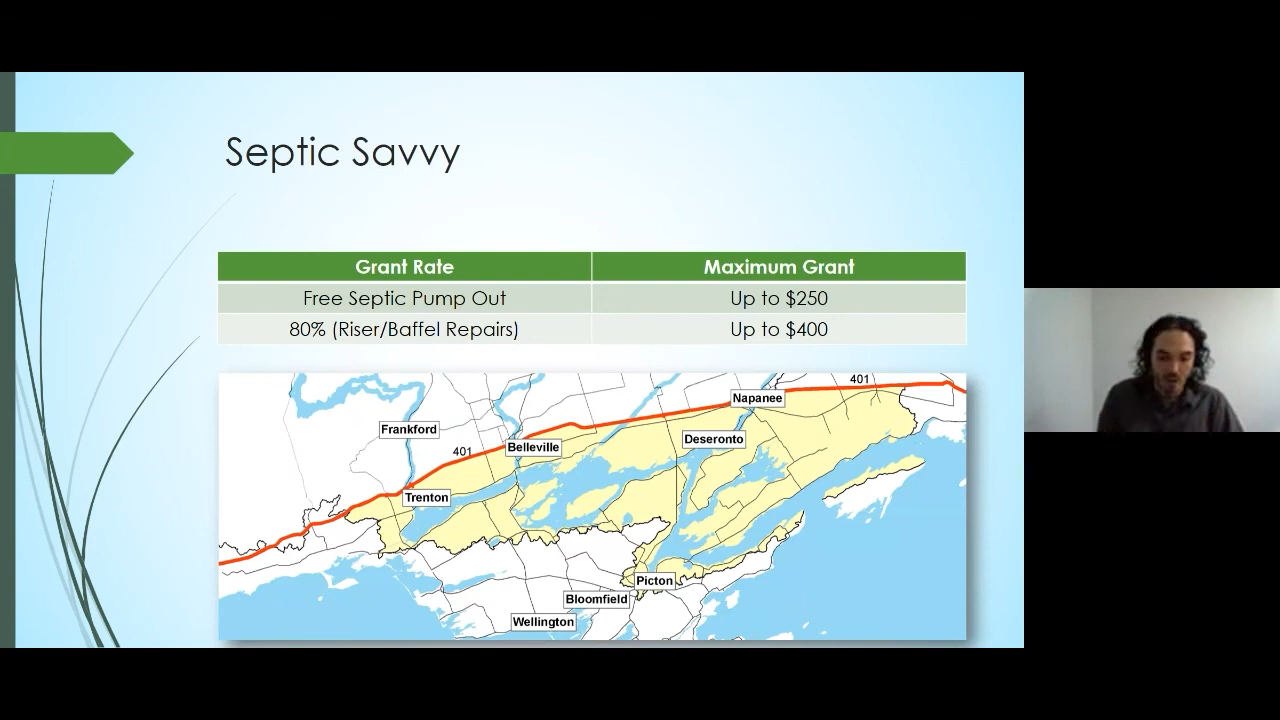 Septic Savvy
Grant Rate Maximum Grant
Free Septic Pump Out Up to $250
80% (Riser/Baffel Repairs) Up to $400
401
Napanee
Frankford
Deseronto
Belleville
401
Trenton
Picton
Bloomfield
Wellington